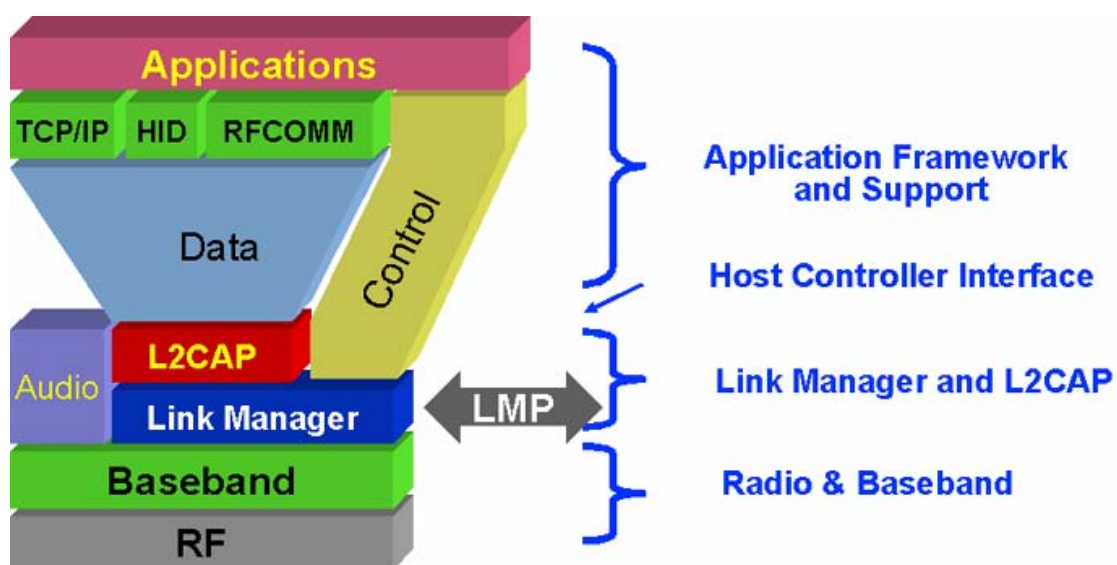 Applications
TCP/IP
HID
RFCOMM
Data
Control
L2CAP
Audio
Link Manager
Baseband
RF
LMP
Application Framework
and Support
Host Controller Interface
Link Manager and L2CAP
Radio & Baseband